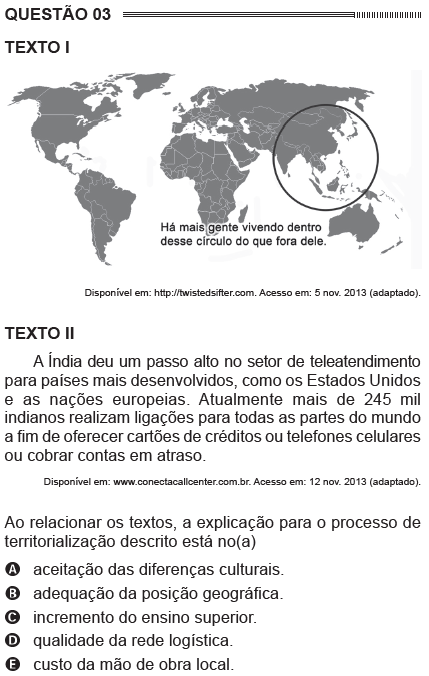 QUESTÃO 03
TEXTO I
Há mais gente vivendo dentro
desse círculo do que fora dele.
Disponível em: http://twistedsifter.com. Acesso em: 5 nov. 2013 (adaptado).
TEXTO II
A Índia deu um passo alto no setor de teleatendimento
para países mais desenvolvidos, como os Estados Unidos
e as nações europeias. Atualmente mais de 245 mil
indianos realizam ligações para todas as partes do mundo
a fim de oferecer cartões de créditos ou telefones celulares
ou cobrar contas em atraso.
Disponível em: www.conectacallcenter.com.br. Acesso em: 12 nov. 2013 (adaptado).
Ao relacionar os textos, a explicação para o processo de
territorialização descrito está no(a)
A aceitação das diferenças culturais.
B adequação da posição geográfica.
C incremento do ensino superior.
D qualidade da rede logística.
E custo da mão de obra local.